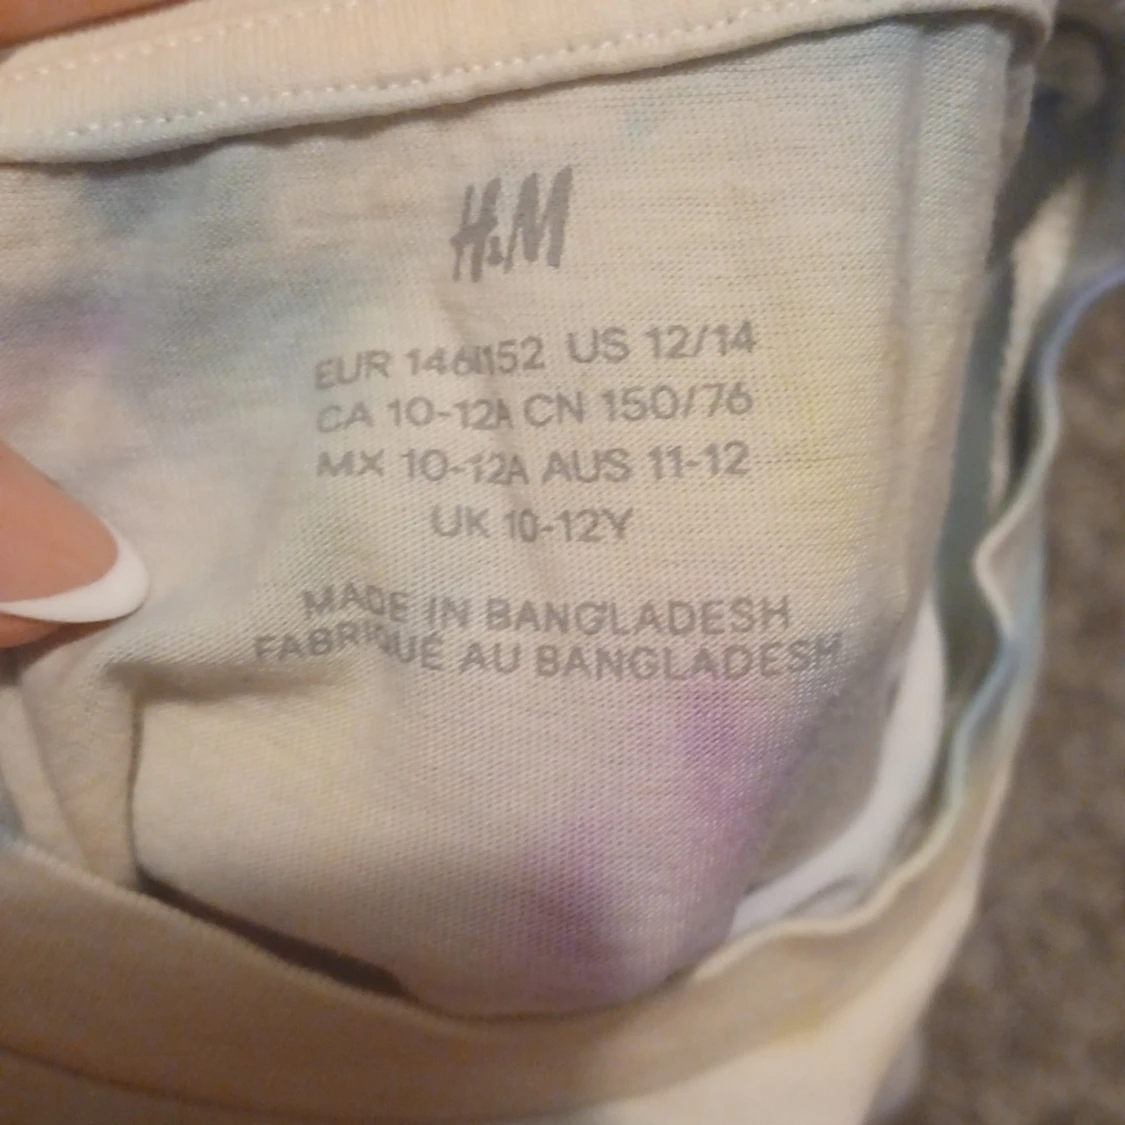 H&M
EUR 146/152 US 12/14
CA 10-12A CN 150/76
MX 10-12A AUS 11-12
UK 10-12Y
MADE IN BANGLADESH
FABRIQUÉ AU BANGLADESH